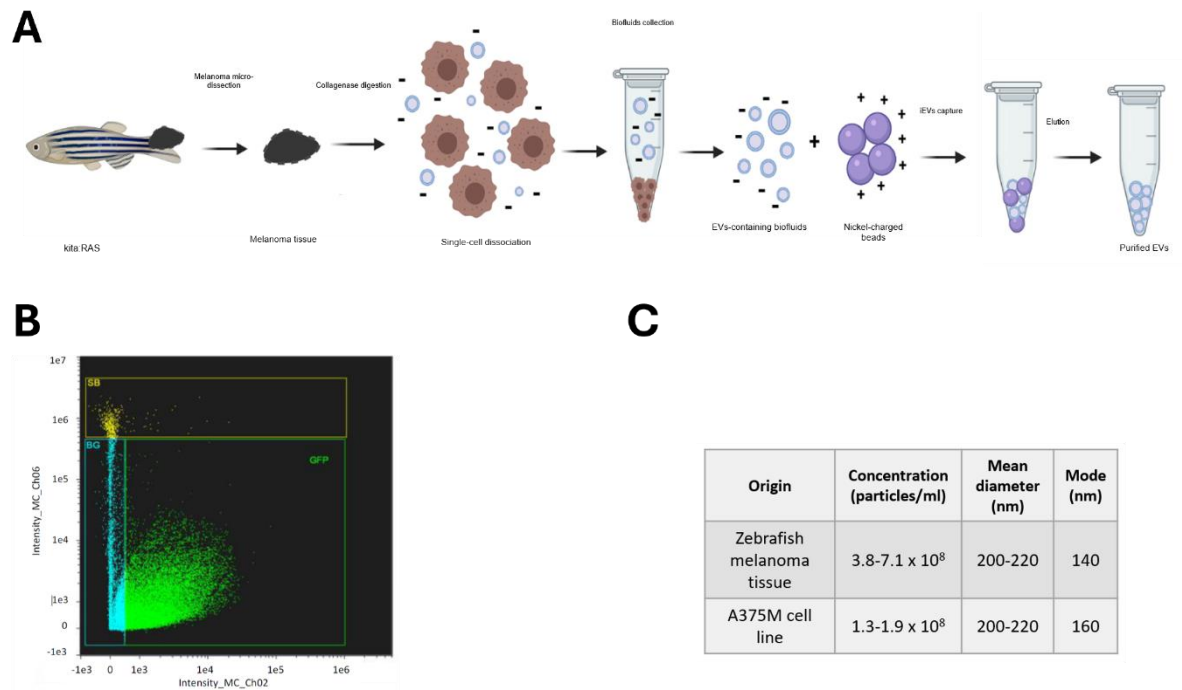 A
Biofluids collection
Melanoma micro-
dissection
Collagenase digestion
iEVs capture
Elution
kita:RAS
Melanoma tissue
Single-cell dissociation
EVs-containing biofluids
Nickel-charged
beads
Purified EVs
B
C
SB
BG
GFP
1e7
1e6
1e5
1e4
1e3
0
-1e3
Intensity_MC_Ch06
-1e3 0 1e3 1e4 1e5 1e6
Intensity_MC_Ch02
Origin
Concentration
(particles/ml)
Mean
diameter
(nm)
Mode
(nm)
Zebrafish
melanoma
tissue
3.8-7.1 x 10⁸
200-220
140
A375M cell
line
1.3-1.9 x 10⁸
200-220
160